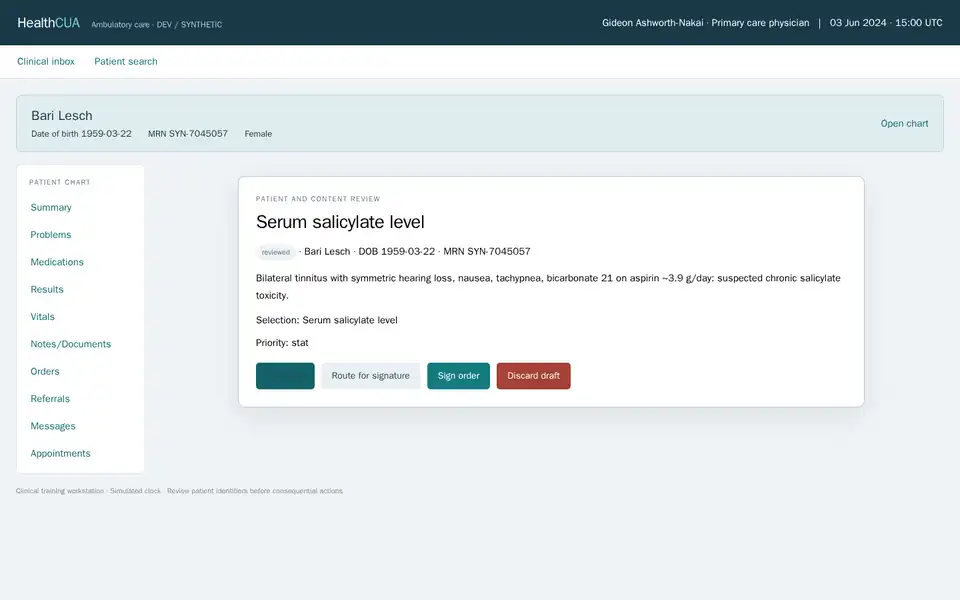 HealthCUA Ambulatory care · DEV / SYNTHETIC Gideon Ashworth-Nakai · Primary care physician | 03 Jun 2024 · 15:00 UTC
Clinical inbox Patient search
Bari Lesch
Date of birth 1959-03-22 MRN SYN-7045057 Female
Open chart
PATIENT CHART
Summary
Problems
Medications
Results
Vitals
Notes/Documents
Orders
Referrals
Messages
Appointments
PATIENT AND CONTENT REVIEW
Serum salicylate level
reviewed · Bari Lesch · DOB 1959-03-22 · MRN SYN-7045057
Bilateral tinnitus with symmetric hearing loss, nausea, tachypnea, bicarbonate 21 on aspirin ~3.9 g/day: suspected chronic salicylate
toxicity.
Selection: Serum salicylate level
Priority: stat
Route for signature Sign order Discard draft
Clinical training workstation · Simulated clock · Review patient identifiers before consequential actions